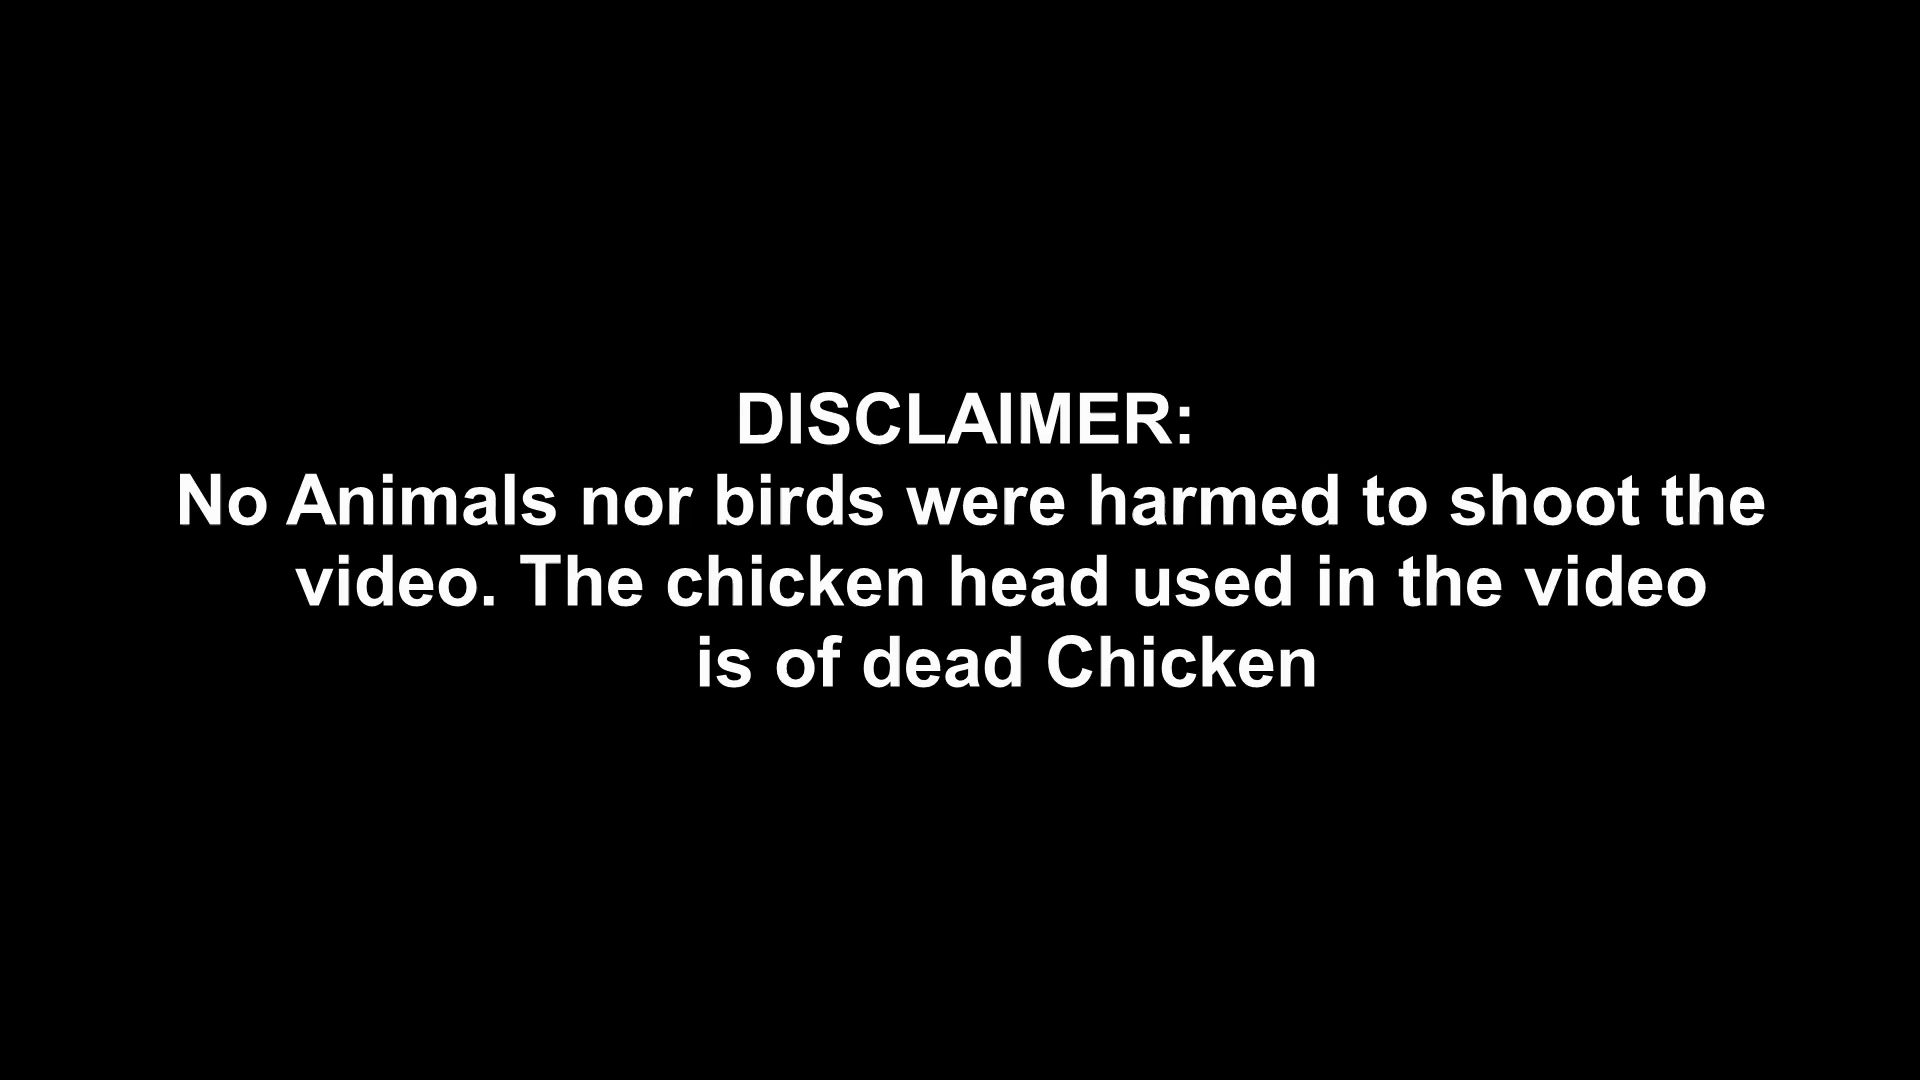 DISCLAIMER:
No Animals nor birds were harmed to shoot the
video. The chicken head used in the video
is of dead Chicken